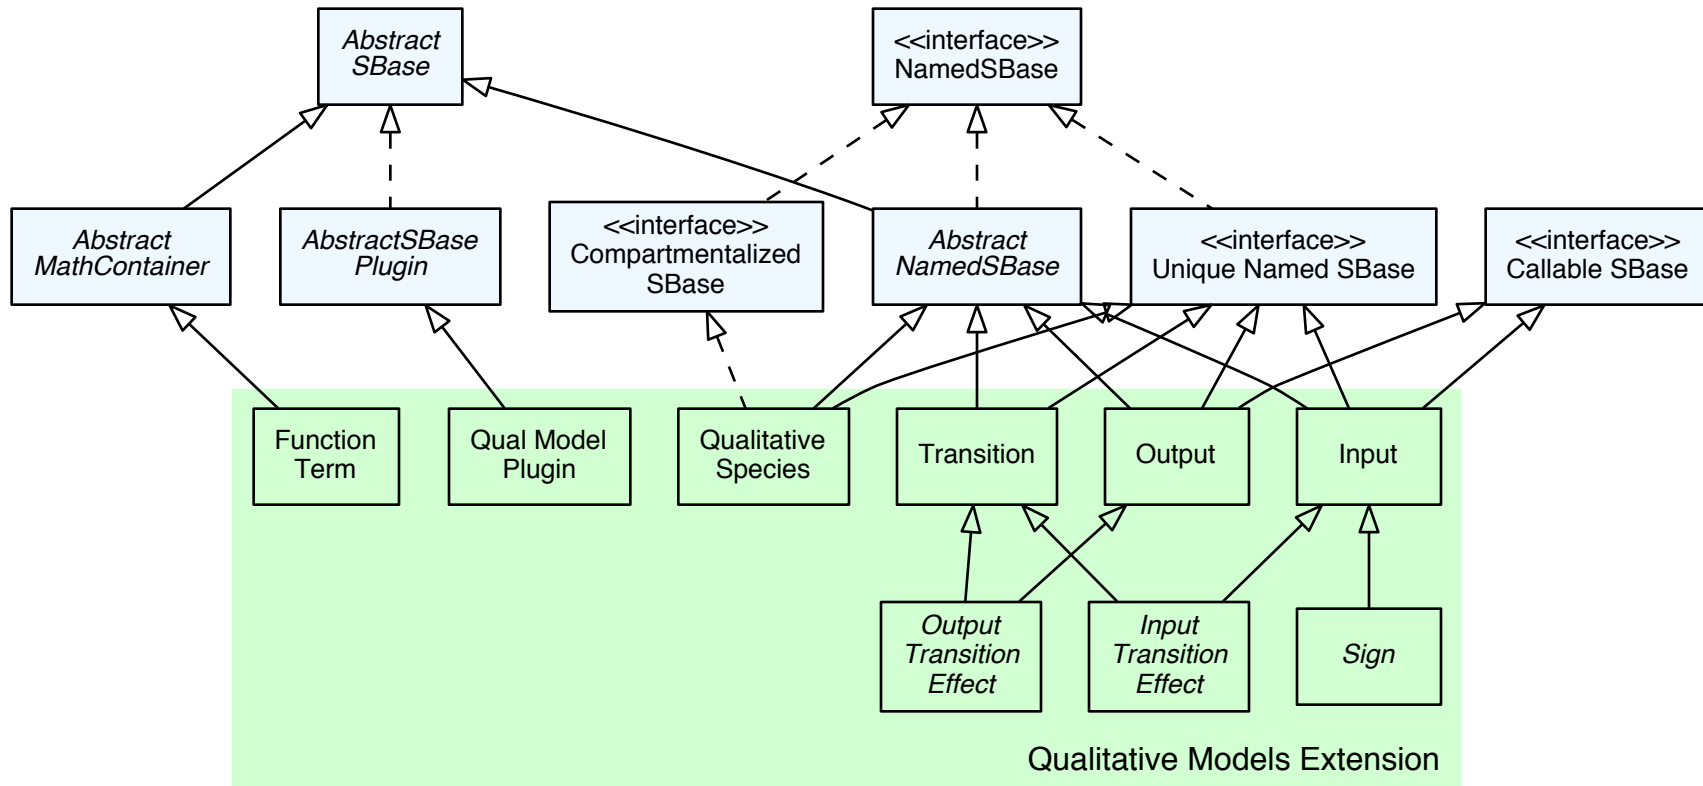 Abstract
SBase
<<interface>>
NamedSBase
Abstract
MathContainer
AbstractSBase
Plugin
<<interface>>
Compartmentalized
SBase
Abstract
NamedSBase
<<interface>>
Unique Named SBase
<<interface>>
Callable SBase
Function
Term
Qual Model
Plugin
Qualitative
Species
Transition
Output
Input
Output
Transition
Effect
Input
Transition
Effect
Sign
Qualitative Models Extension